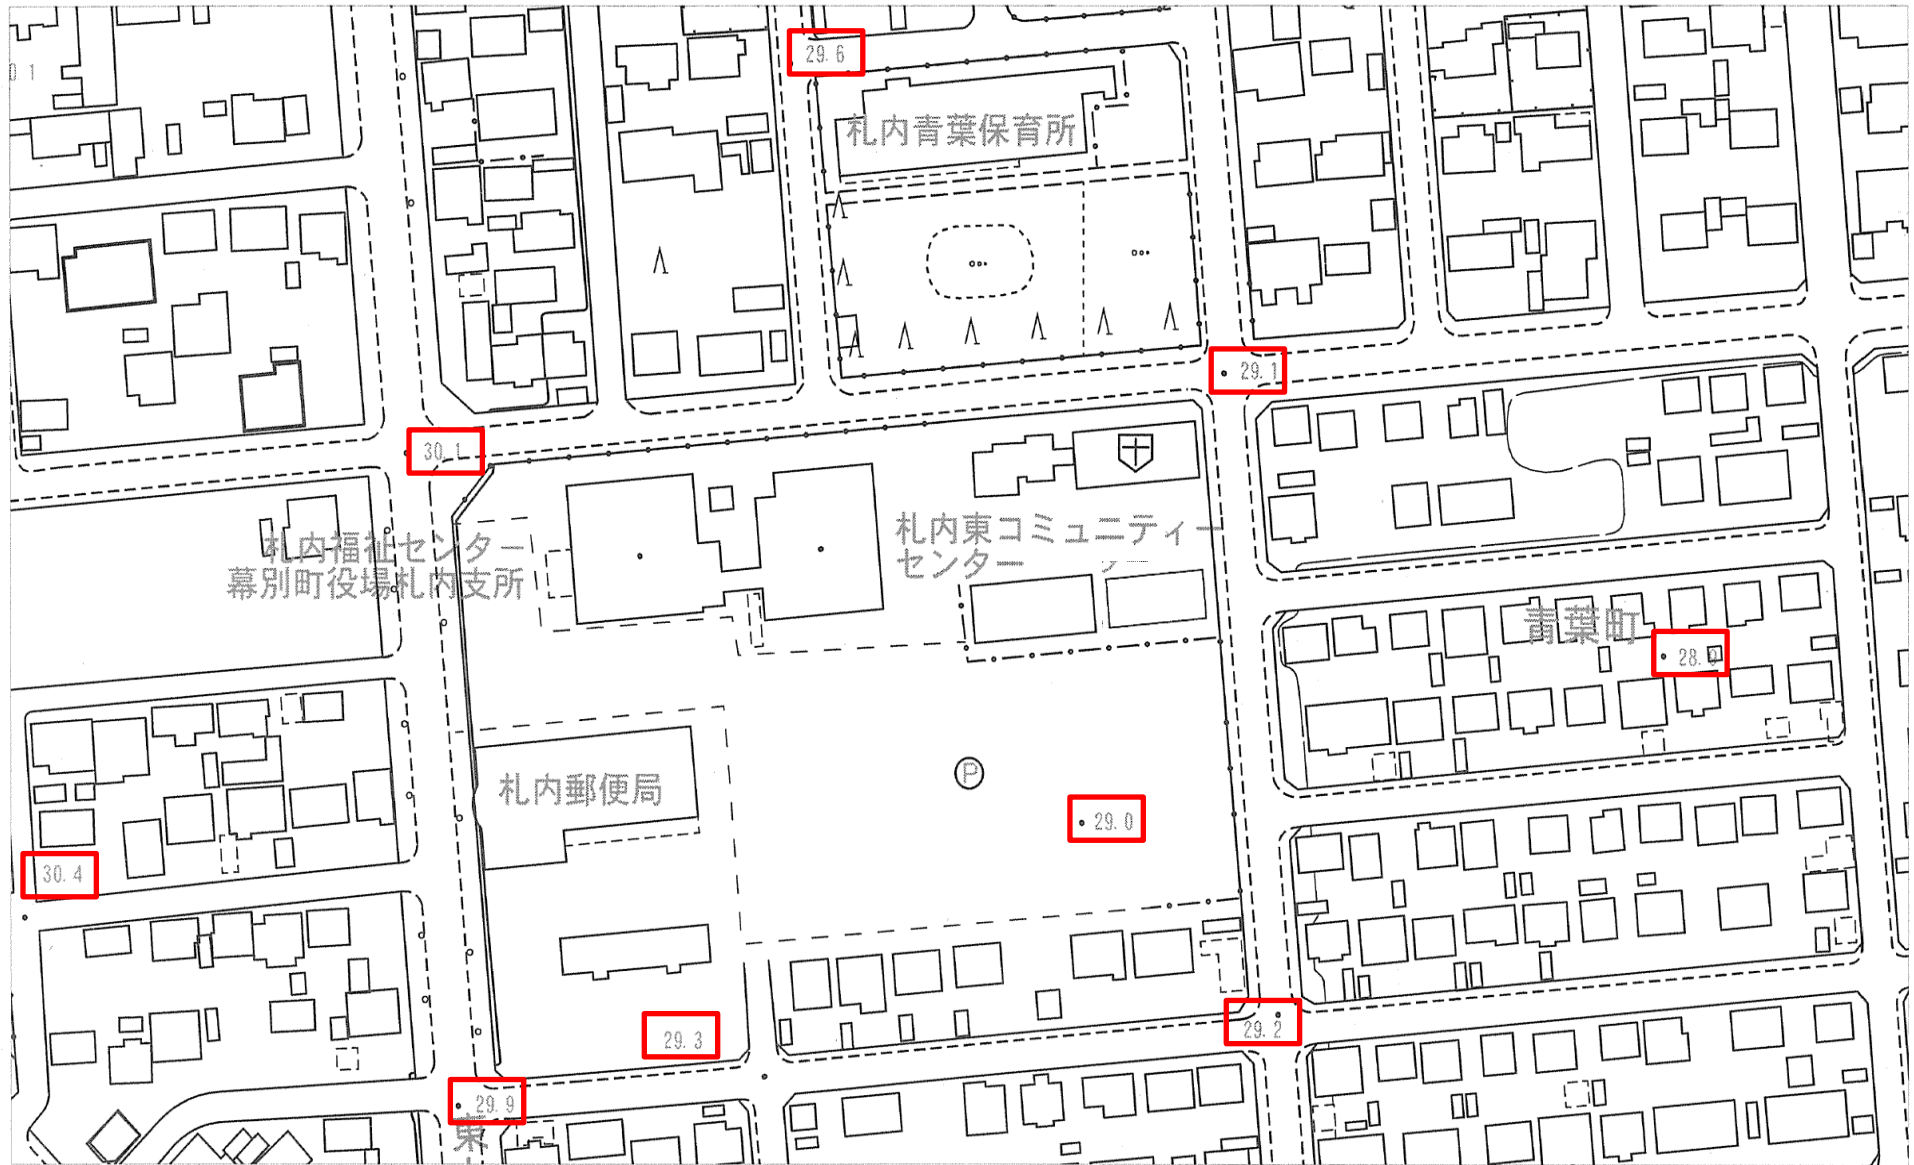 29.6
札内青葉保育所
29.1
30.1
札内東コミュニティー
センター
札内福祉センター
幕別町役場札内支所
青葉町
28.9
P
札内郵便局
29.0
30.4
29.2
29.3
29.9
東